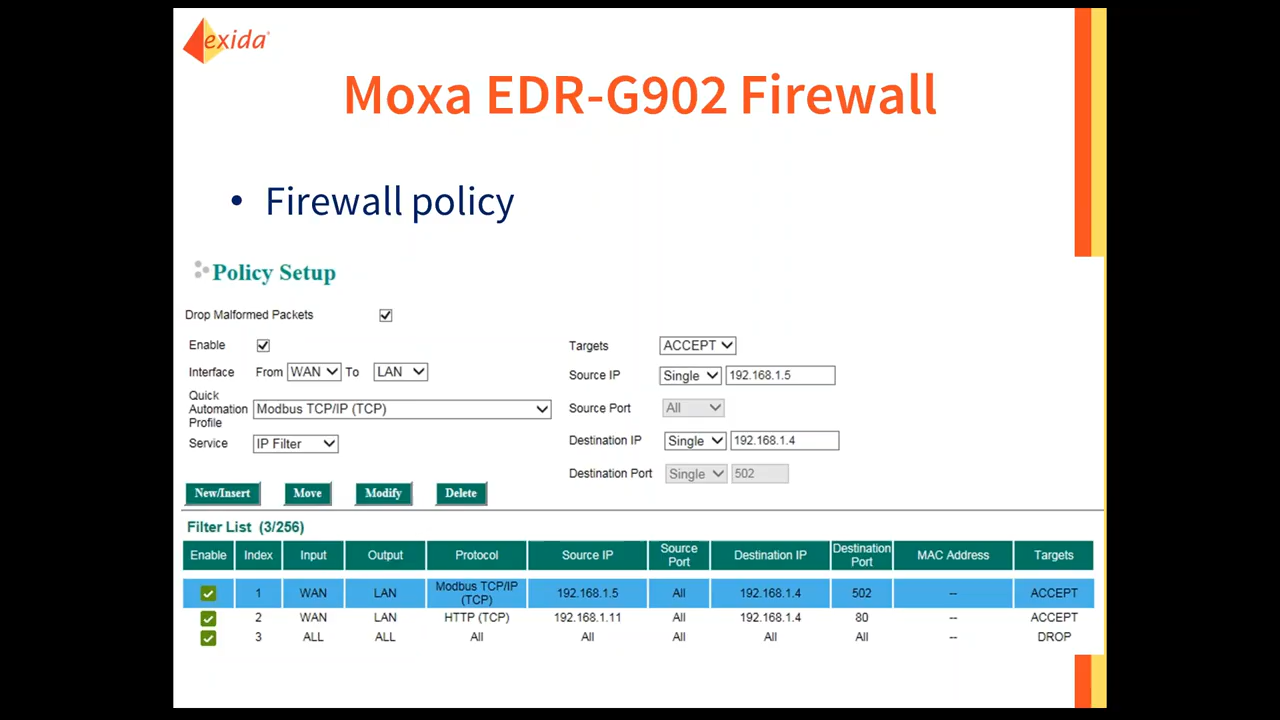 exida
Moxa EDR-G902 Firewall
• Firewall policy
Policy Setup
Drop Malformed Packets
Enable
Interface From WAN To LAN
Quick
Automation
Profile
Modbus TCP/IP (TCP)
Service IP Filter
Targets ACCEPT
Source IP Single 192.168.1.5
Source Port All
Destination IP Single 192.168.1.4
Destination Port Single 502
New/Insert Move Modify Delete
Filter List (3/256)
Enable Index Input Output Protocol Source IP Source Port Destination IP Destination Port MAC Address Targets
1 WAN LAN Modbus TCP/IP (TCP) 192.168.1.5 All 192.168.1.4 502 -- ACCEPT
2 WAN LAN HTTP (TCP) 192.168.1.11 All 192.168.1.4 80 -- ACCEPT
3 ALL ALL All All All All All -- DROP